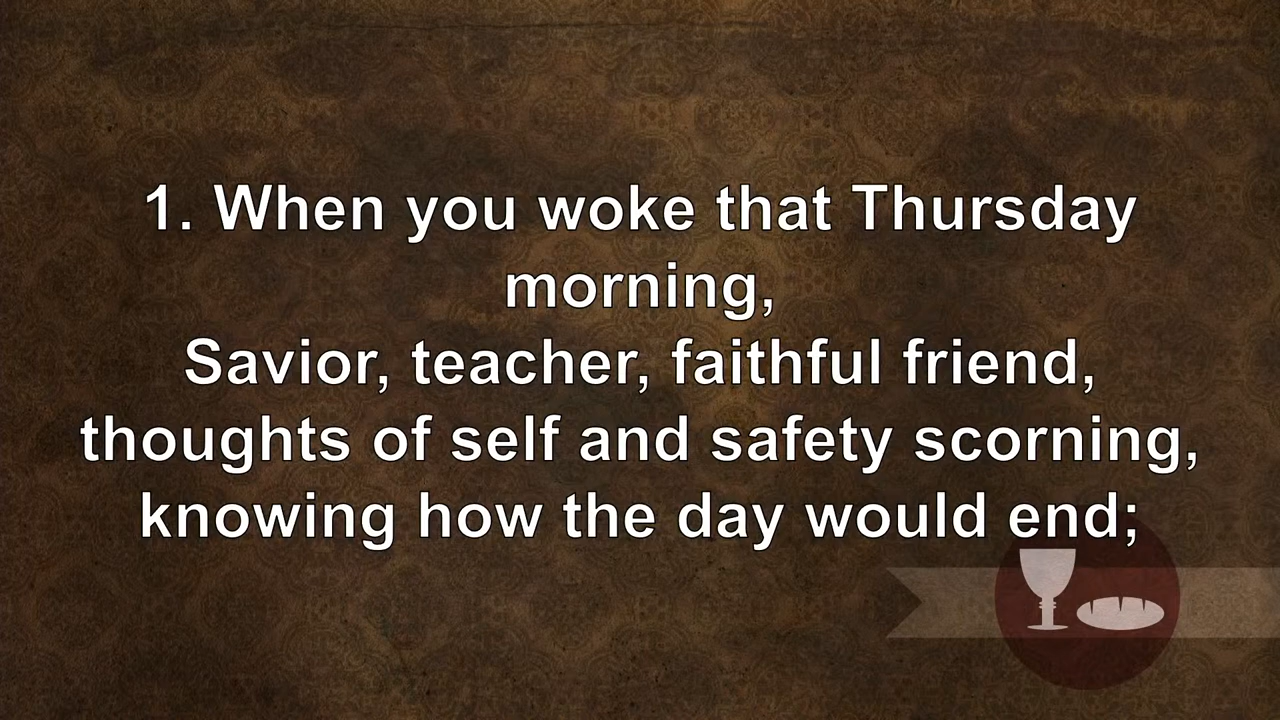 1. When you woke that Thursday
morning,
Savior, teacher, faithful friend,
thoughts of self and safety scorning,
knowing how the day would end;